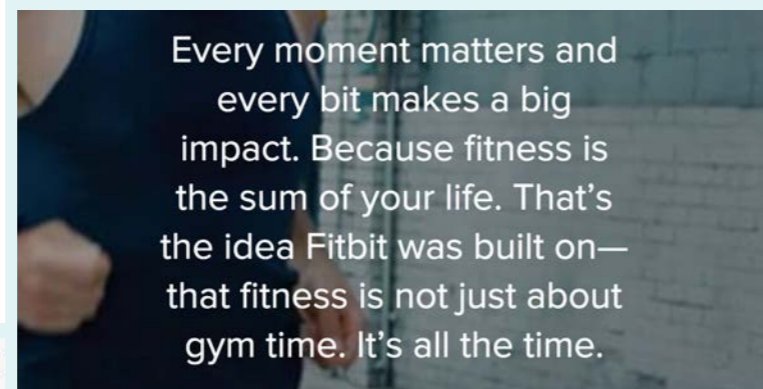 Every moment matters and
every bit makes a big
impact. Because fitness is
the sum of your life. That’s
the idea Fitbit was built on—
that fitness is not just about
gym time. It’s all the time.